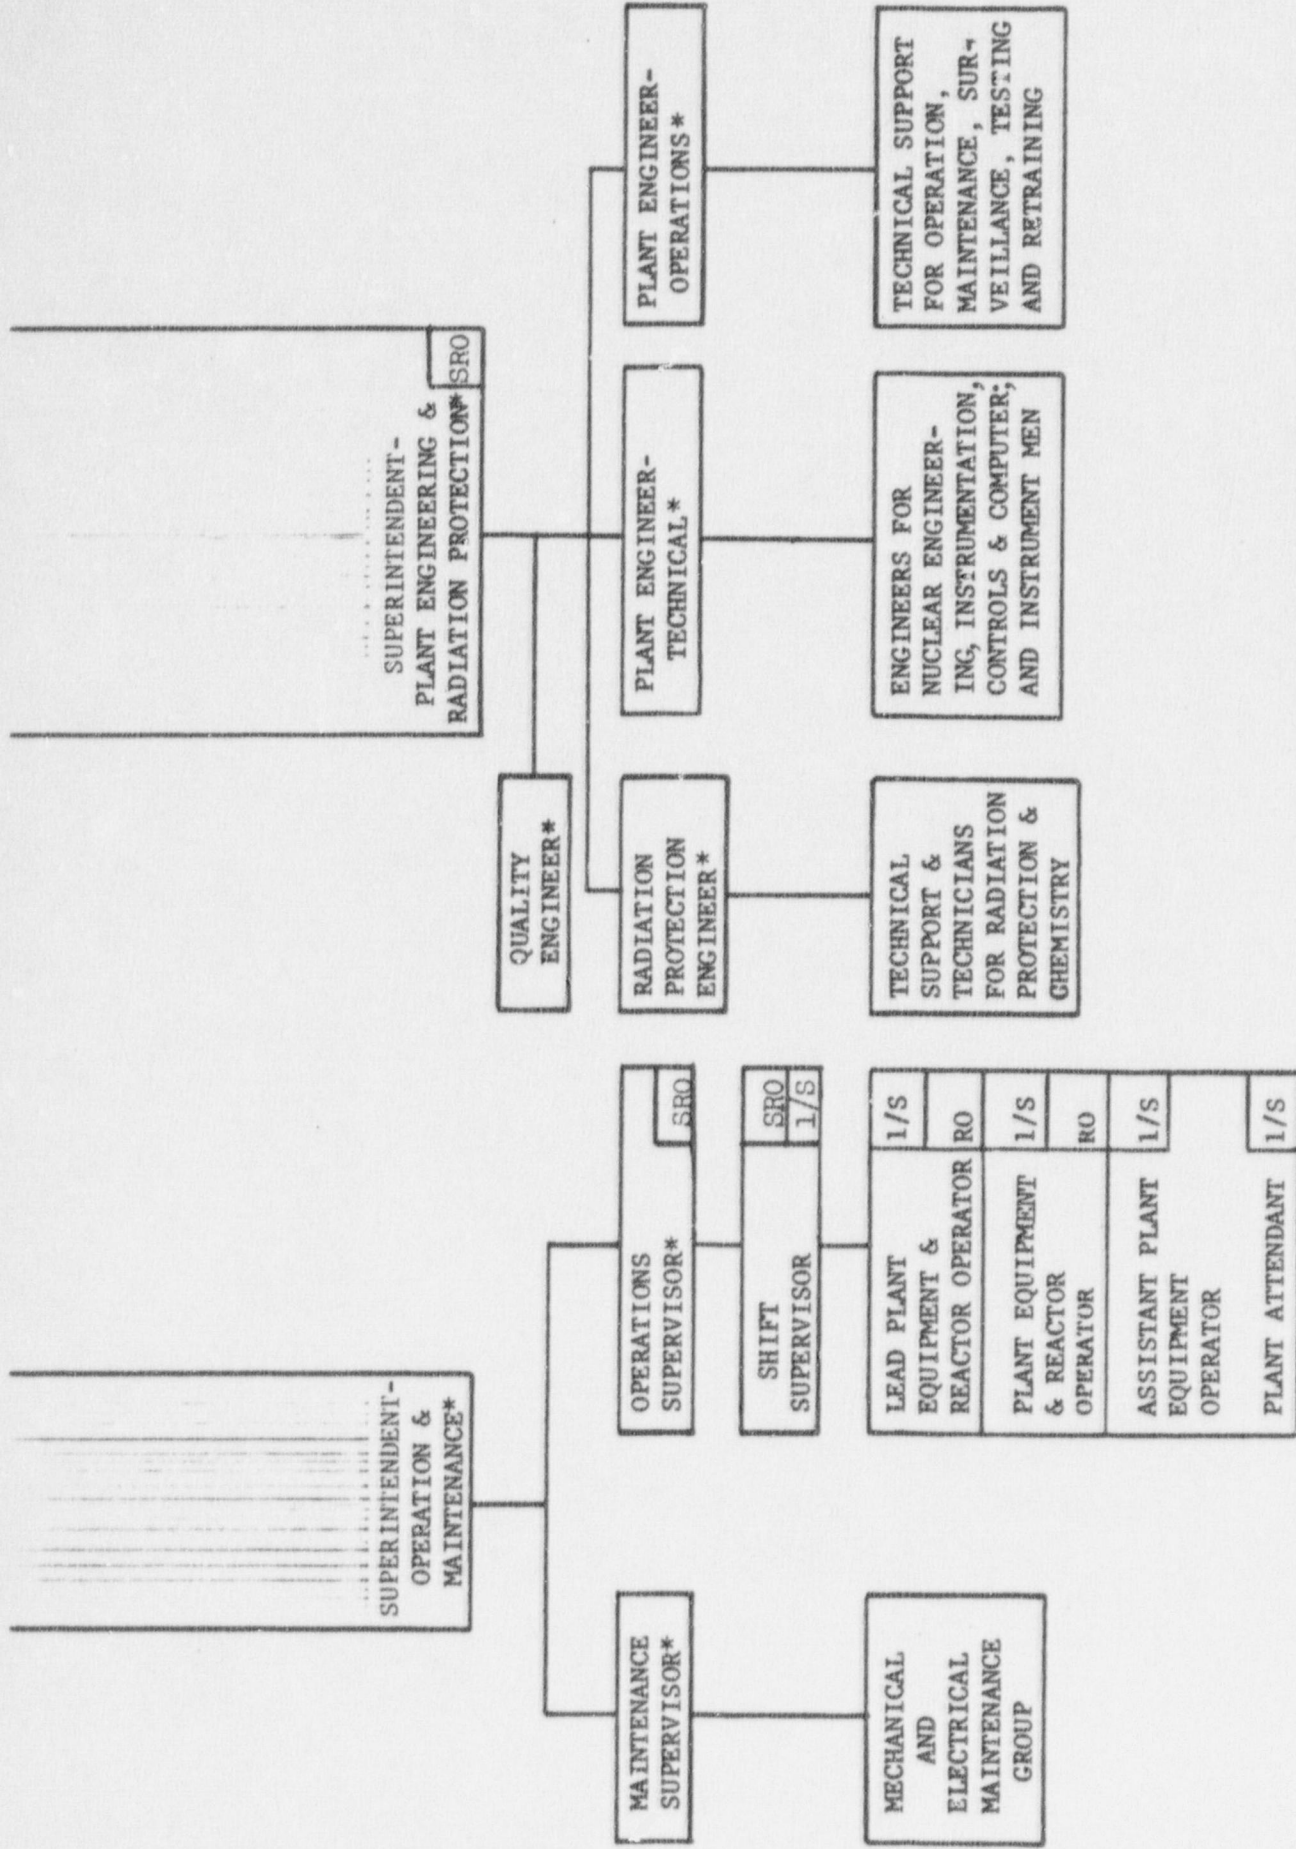 SUPERINTENDENT-
OPERATION &
MAINTENANCE*
SUPERINTENDENT-
PLANT ENGINEERING &
RADIATION PROTECTION*
SRO
QUALITY
ENGINEER*
MAINTENANCE
SUPERVISOR*
OPERATIONS
SUPERVISOR*
SRO
RADIATION
PROTECTION
ENGINEER*
PLANT ENGINEER-
TECHNICAL*
PLANT ENGINEER-
OPERATIONS*
SHIFT
SUPERVISOR
SRO
1/S
MECHANICAL
AND
ELECTRICAL
MAINTENANCE
GROUP
LEAD PLANT
EQUIPMENT &
REACTOR OPERATOR
1/S
RO
PLANT EQUIPMENT
& REACTOR
OPERATOR
1/S
RO
ASSISTANT PLANT
EQUIPMENT
OPERATOR
1/S
PLANT ATTENDANT
1/S
TECHNICAL
SUPPORT &
TECHNICIANS
FOR RADIATION
PROTECTION &
CHEMISTRY
ENGINEERS FOR
NUCLEAR ENGINEER-
ING, INSTRUMENTATION,
CONTROLS & COMPUTER;
AND INSTRUMENT MEN
TECHNICAL SUPPORT
FOR OPERATION,
MAINTENANCE, SUR-
VEILLANCE, TESTING
AND RETRAINING